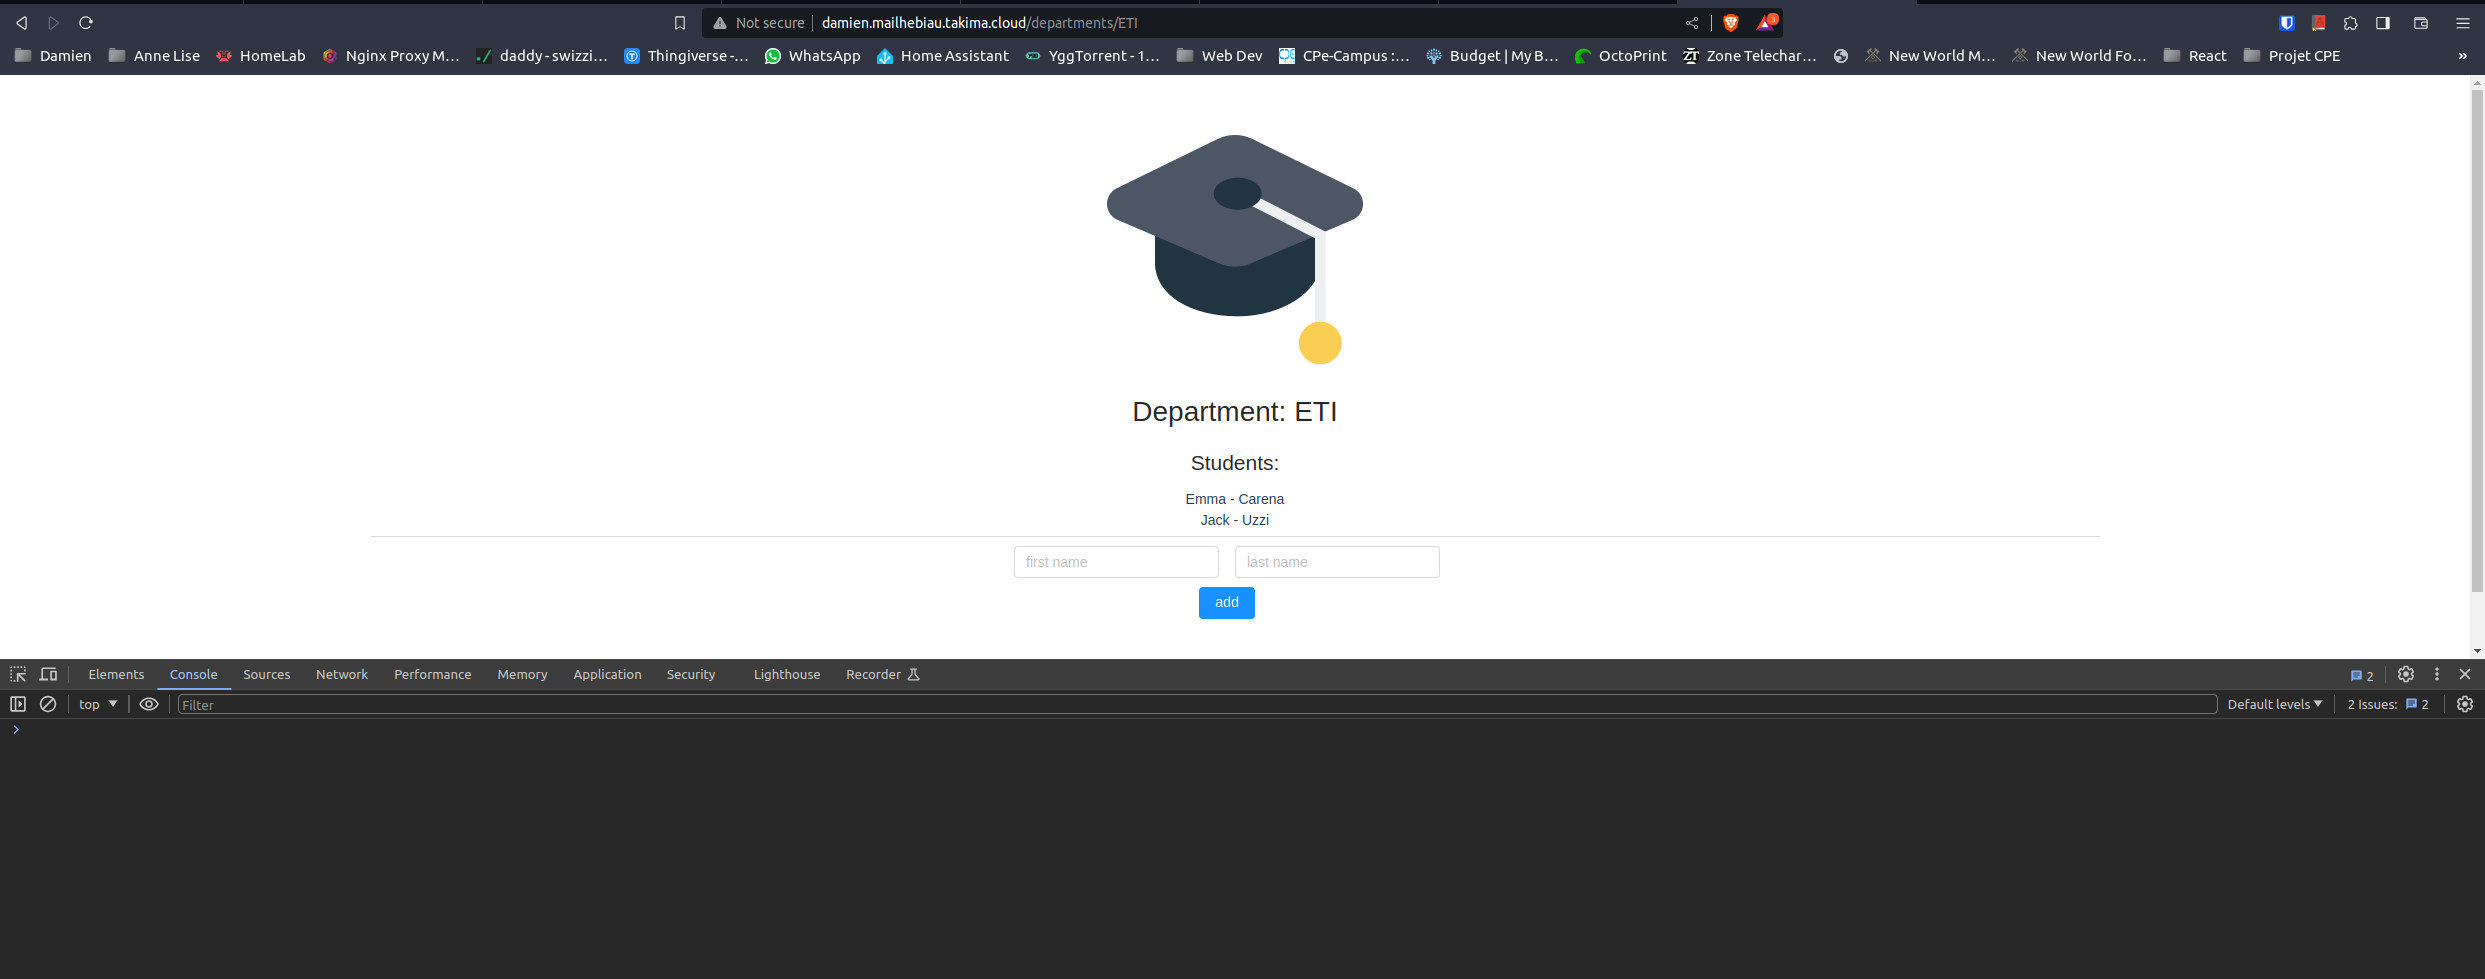 Not secure damien.mailhebiau.takima.cloud/departments/ETI 3
Damien Anne Lise HomeLab Nginx Proxy M... daddy - swizzi... Thingiverse -... WhatsApp Home Assistant YggTorrent - 1... Web Dev CPe-Campus :... Budget | My B... OctoPrint ZT Zone Telechar... New World M... New World Fo... React Projet CPE »
Department: ETI
Students:
Emma - Carena
Jack - Uzzi
first name last name
add
Elements Console Sources Network Performance Memory Application Security Lighthouse Recorder 2
top Filter Default levels 2 Issues: 2